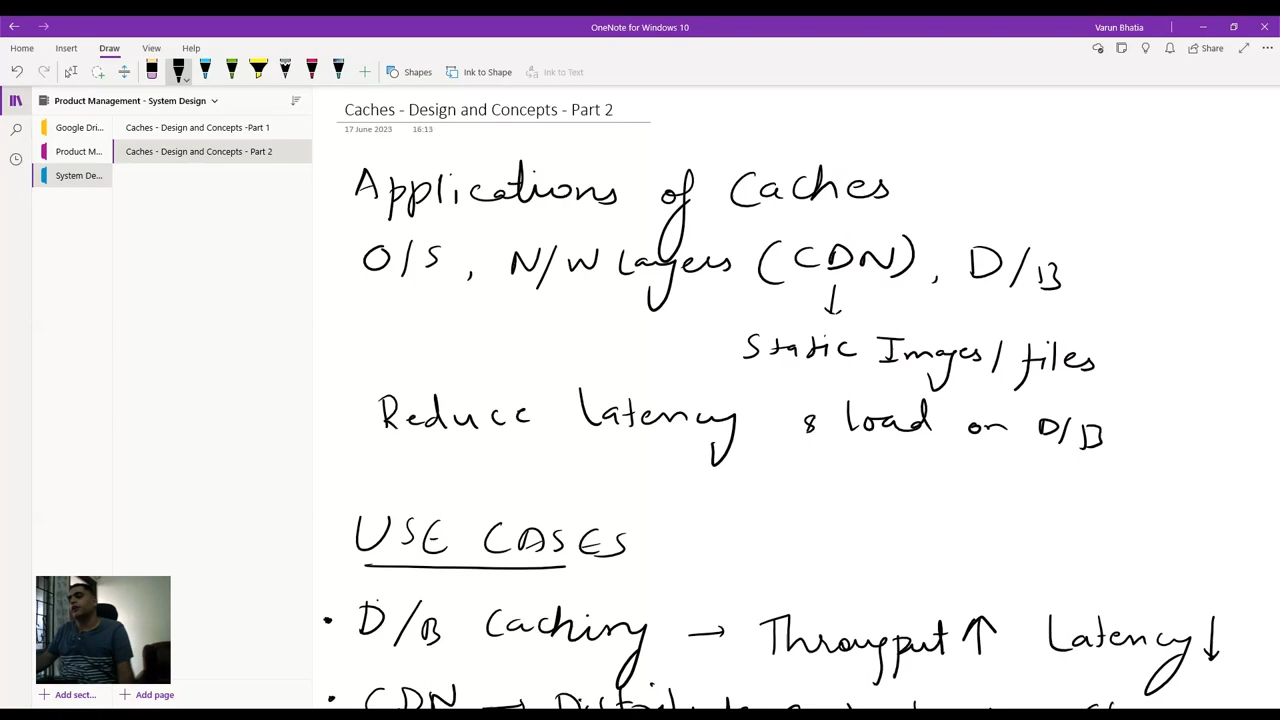 OneNote for Windows 10
Varun Bhatia
Home Insert Draw View Help
Share
Shapes Ink to Shape Ink to Text
Product Management - System Design
Google Dri...
Product M...
System De...
Caches - Design and Concepts -Part 1
Caches - Design and Concepts - Part 2
Add sect...
Add page
Caches - Design and Concepts - Part 2
17 June 2023 16:13
Applications of Caches
O/S, N/W Layers (CDN), D/B
↓
Static Images/files
Reduce latency & load on D/B
USE CASES
• D/B Caching → Througput ↑ Latency ↓
• CDN →